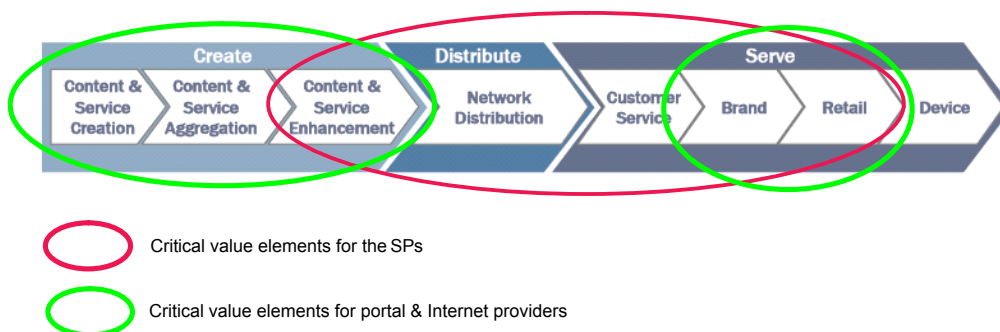 Create
Distribute
Serve
Content &
Service
Creation
Content &
Service
Aggregation
Content &
Service
Enhancement
Network
Distribution
Customer
Service
Brand
Retail
Device
Critical value elements for the SPs
Critical value elements for portal & Internet providers